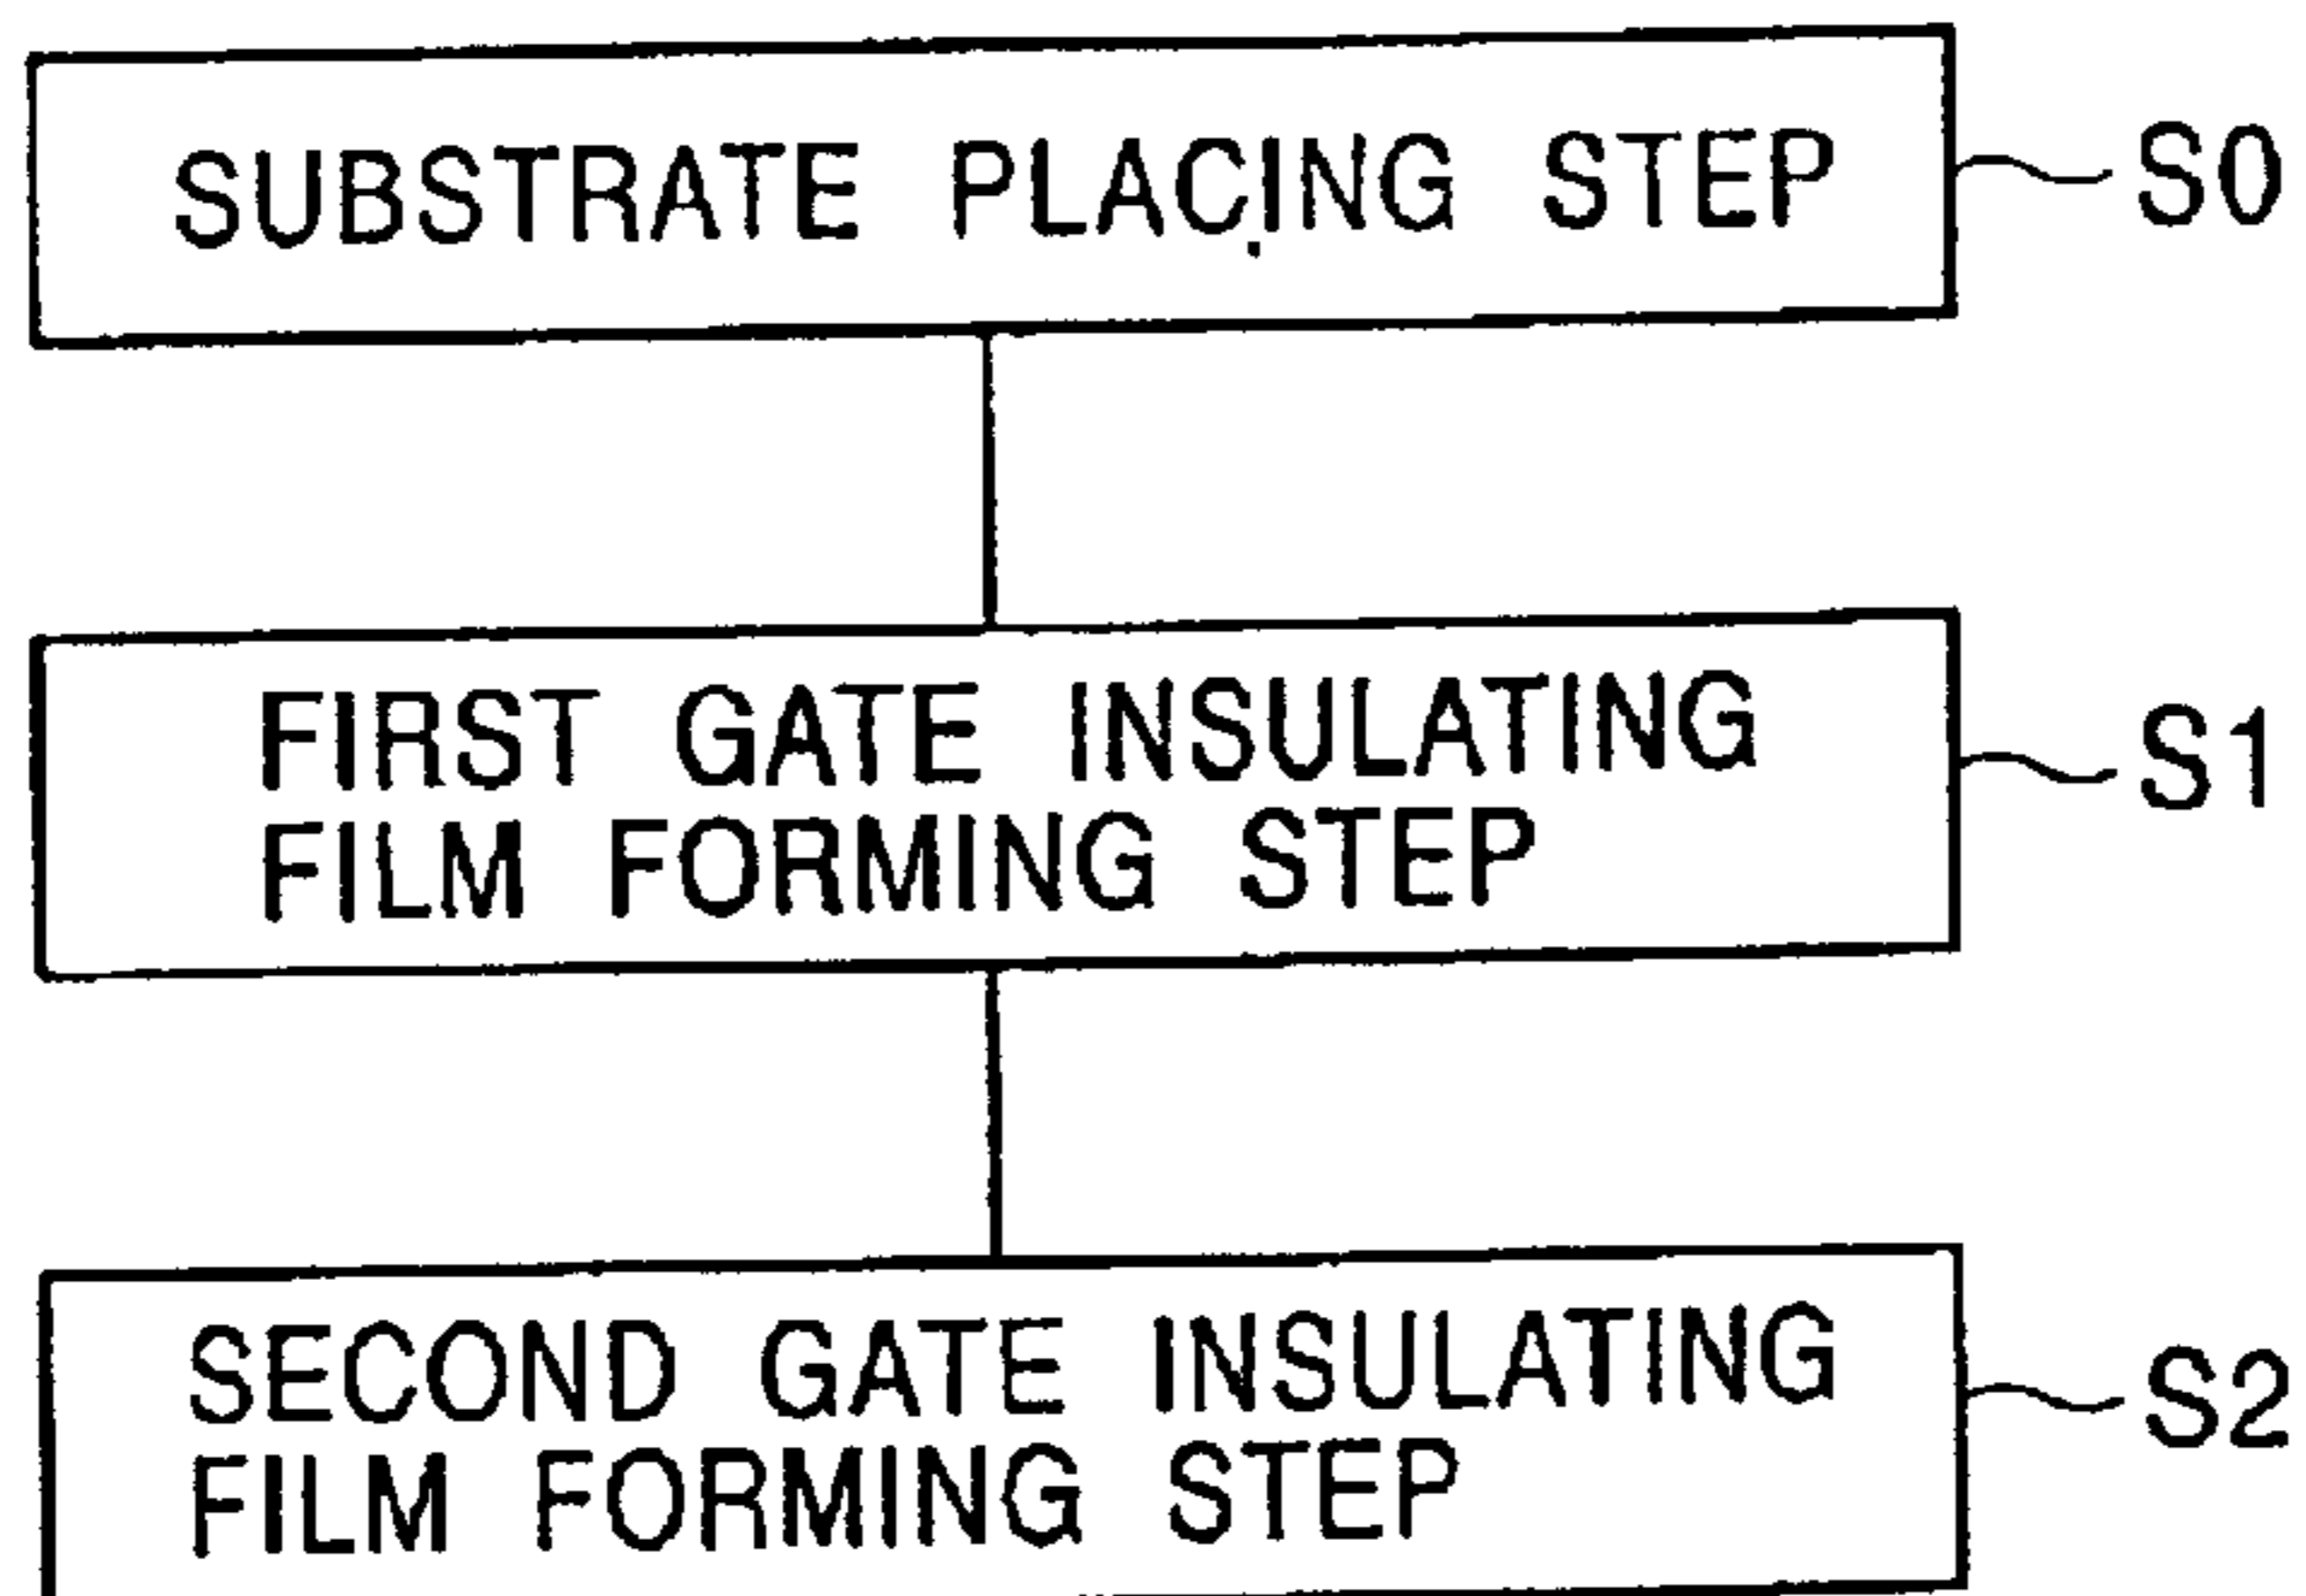 SUBSTRATE PLACING STEP
S0
FIRST GATE INSULATING
FILM FORMING STEP
S1
SECOND GATE INSULATING
FILM FORMING STEP
S2